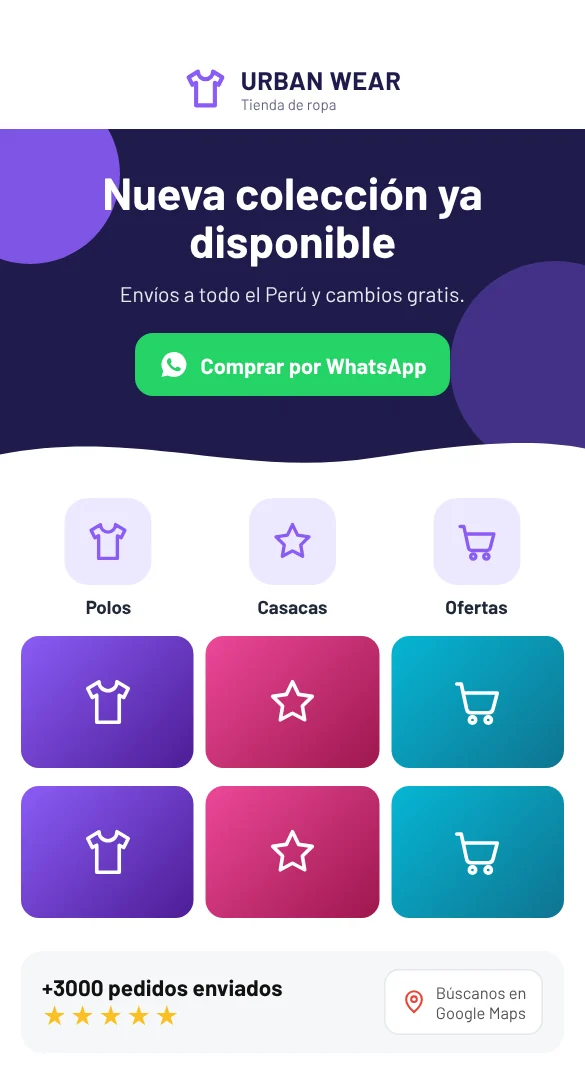 URBAN WEAR
Tienda de ropa
Nueva colección ya
disponible
Envíos a todo el Perú y cambios gratis.
Comprar por WhatsApp
Polos
Casacas
Ofertas
+3000 pedidos enviados
Búscanos en
Google Maps